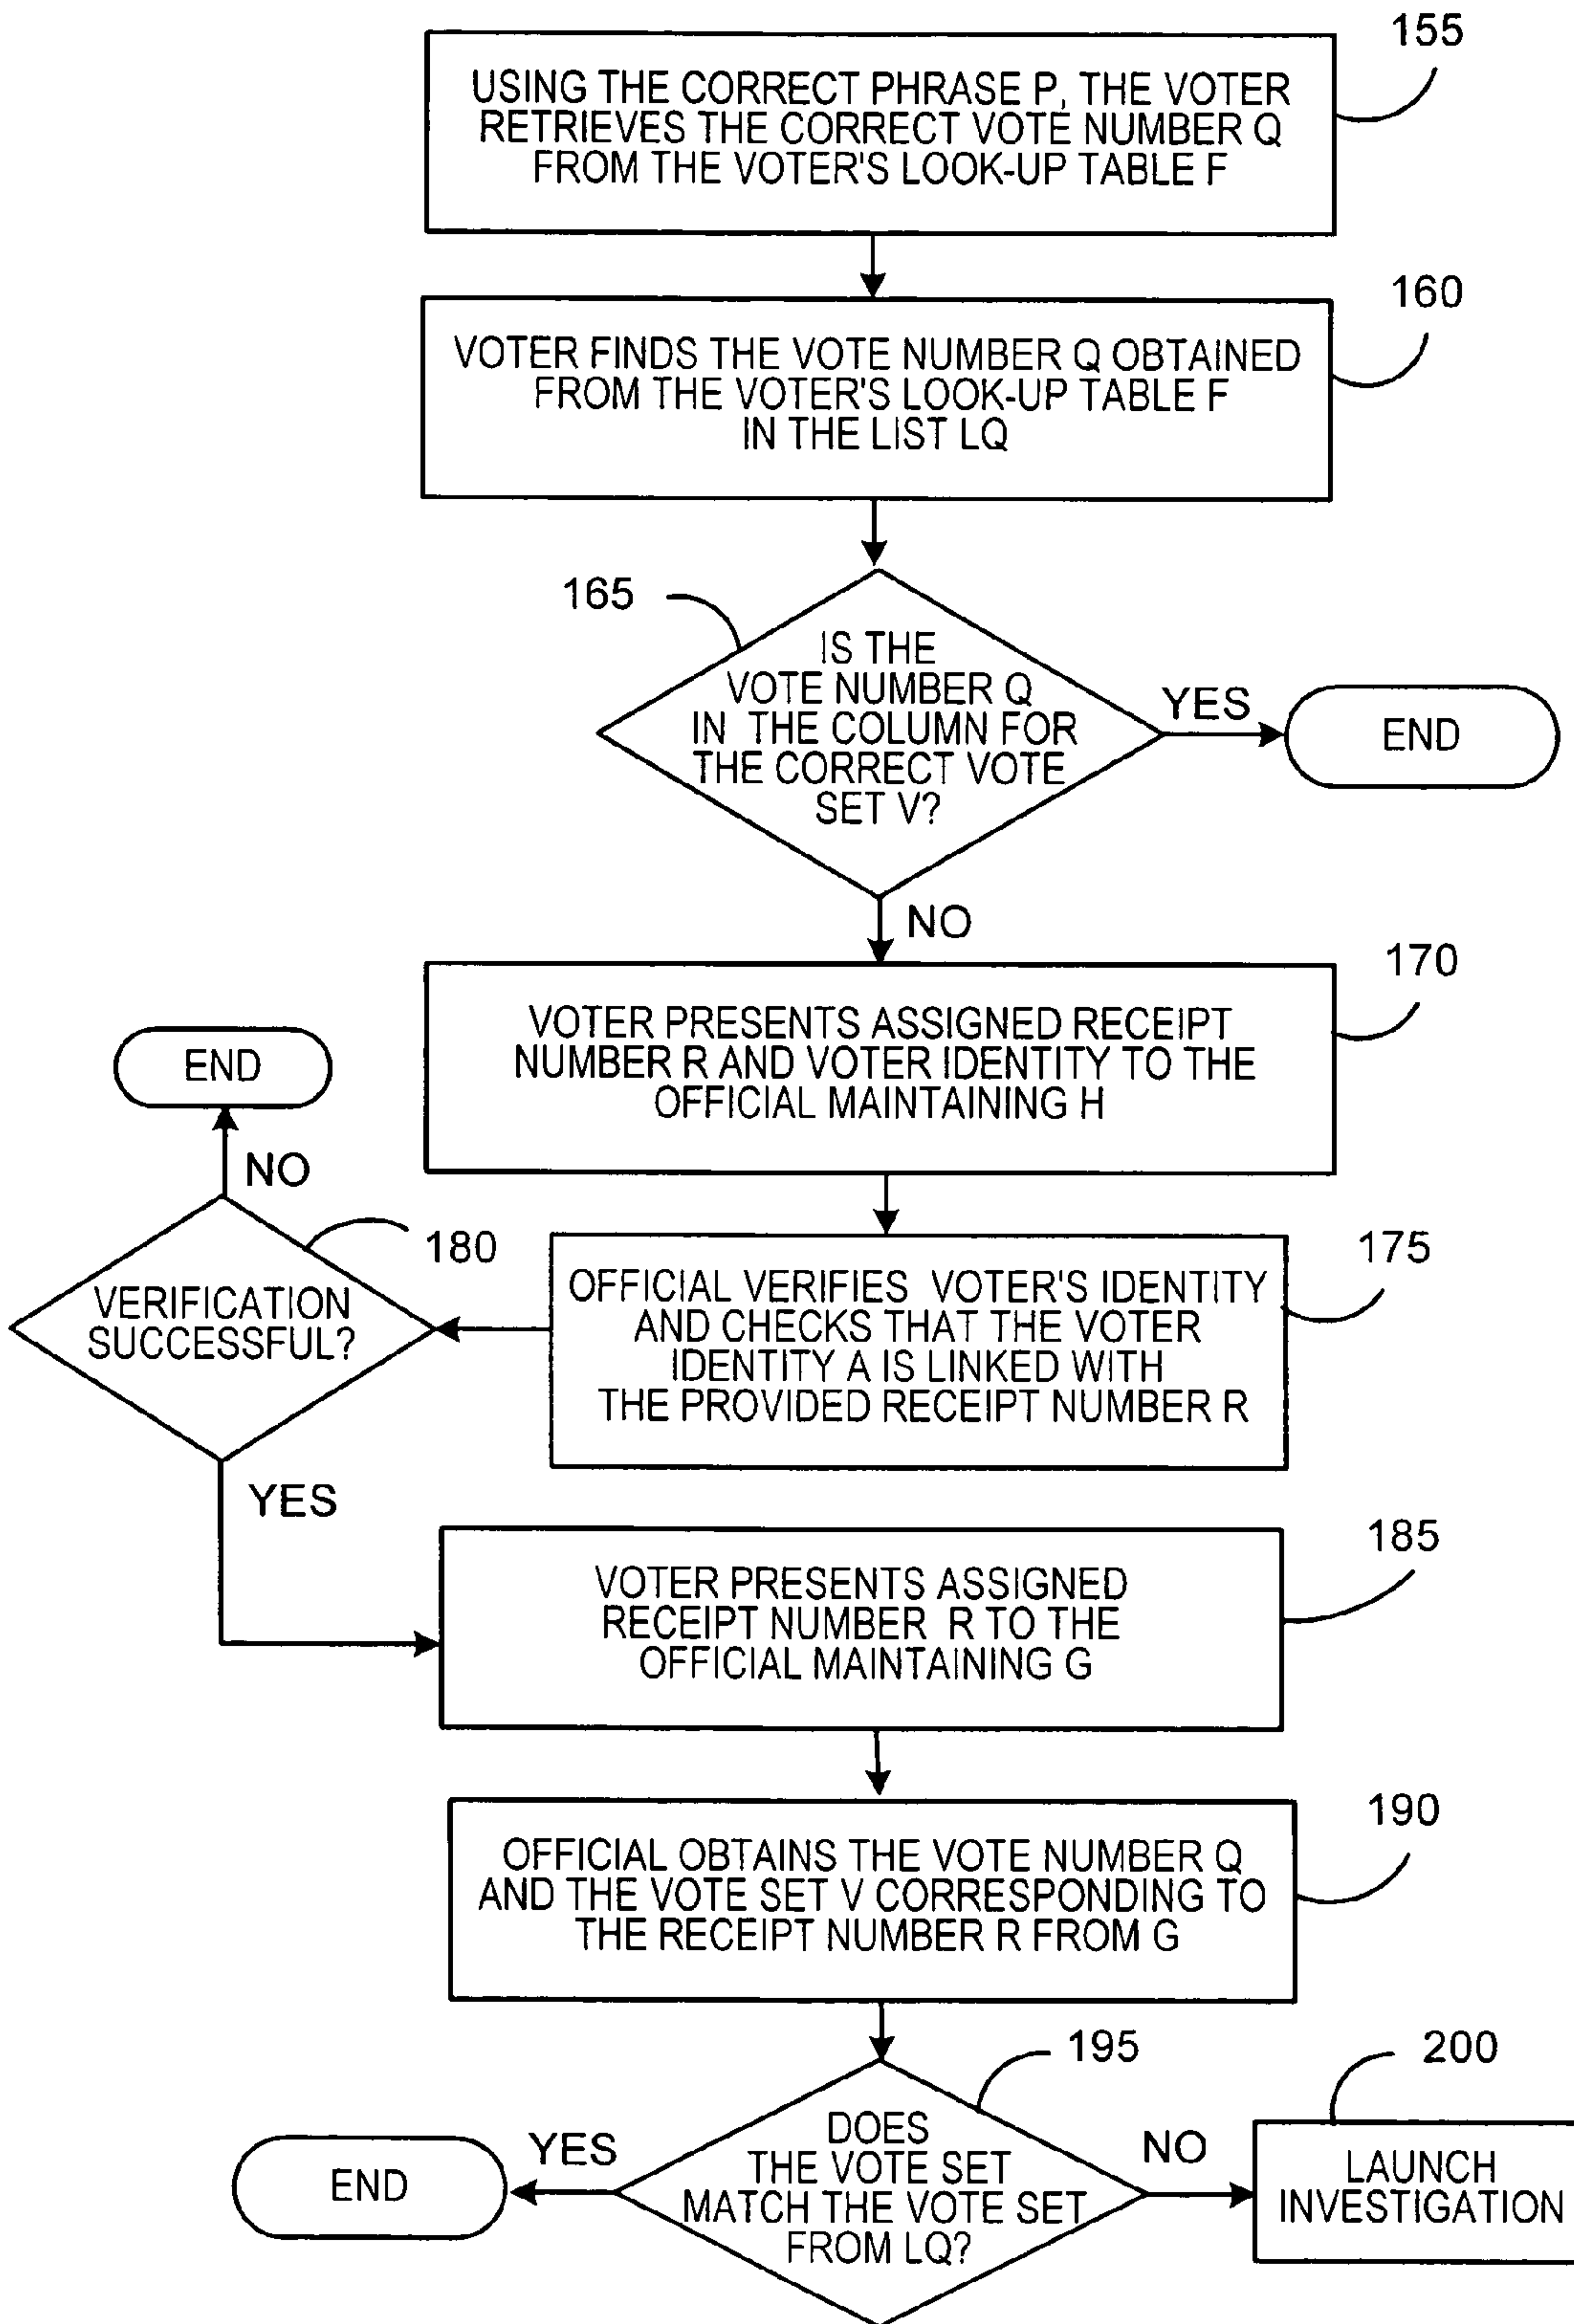 155
USING THE CORRECT PHRASE P, THE VOTER
RETRIEVES THE CORRECT VOTE NUMBER Q
FROM THE VOTER'S LOOK-UP TABLE F
160
VOTER FINDS THE VOTE NUMBER Q OBTAINED
FROM THE VOTER'S LOOK-UP TABLE F
IN THE LIST LQ
165
IS THE
VOTE NUMBER Q
IN THE COLUMN FOR
THE CORRECT VOTE
SET V?
YES
END
NO
170
VOTER PRESENTS ASSIGNED RECEIPT
NUMBER R AND VOTER IDENTITY TO THE
OFFICIAL MAINTAINING H
END
NO
180
VERIFICATION
SUCCESSFUL?
175
OFFICIAL VERIFIES VOTER'S IDENTITY
AND CHECKS THAT THE VOTER
IDENTITY A IS LINKED WITH
THE PROVIDED RECEIPT NUMBER R
YES
185
VOTER PRESENTS ASSIGNED
RECEIPT NUMBER R TO THE
OFFICIAL MAINTAINING G
190
OFFICIAL OBTAINS THE VOTE NUMBER Q
AND THE VOTE SET V CORRESPONDING TO
THE RECEIPT NUMBER R FROM G
195
DOES
THE VOTE SET
MATCH THE VOTE SET
FROM LQ?
YES
END
NO
200
LAUNCH
INVESTIGATION